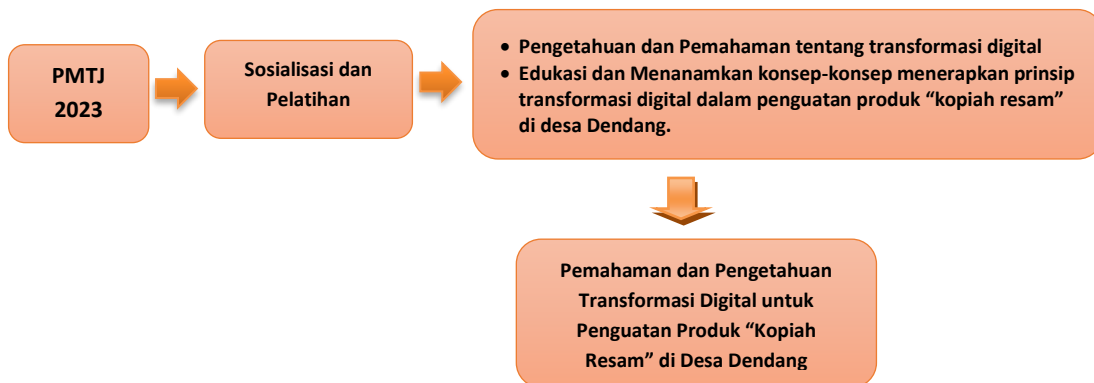 PMTJ
2023
Sosialisasi dan
Pelatihan
• Pengetahuan dan Pemahaman tentang transformasi digital
• Edukasi dan Menanamkan konsep-konsep menerapkan prinsip
transformasi digital dalam penguatan produk “kopiah resam”
di desa Dendang.
Pemahaman dan Pengetahuan
Transformasi Digital untuk
Penguatan Produk “Kopiah
Resam” di Desa Dendang